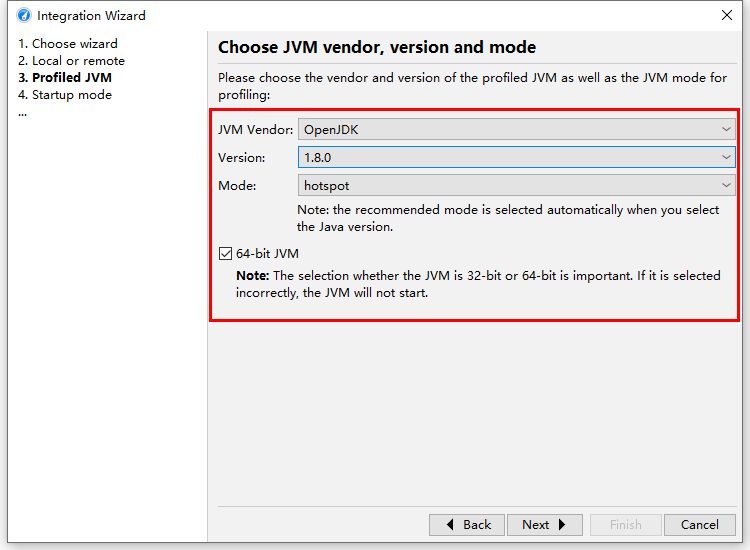 Integration Wizard
1. Choose wizard
2. Local or remote
3. Profiled JVM
4. Startup mode
...
Choose JVM vendor, version and mode
Please choose the vendor and version of the profiled JVM as well as the JVM mode for
profiling:
JVM Vendor: OpenJDK
Version: 1.8.0
Mode: hotspot
Note: the recommended mode is selected automatically when you select
the Java version.
64-bit JVM
Note: The selection whether the JVM is 32-bit or 64-bit is important. If it is selected
incorrectly, the JVM will not start.
Back Next Finish Cancel